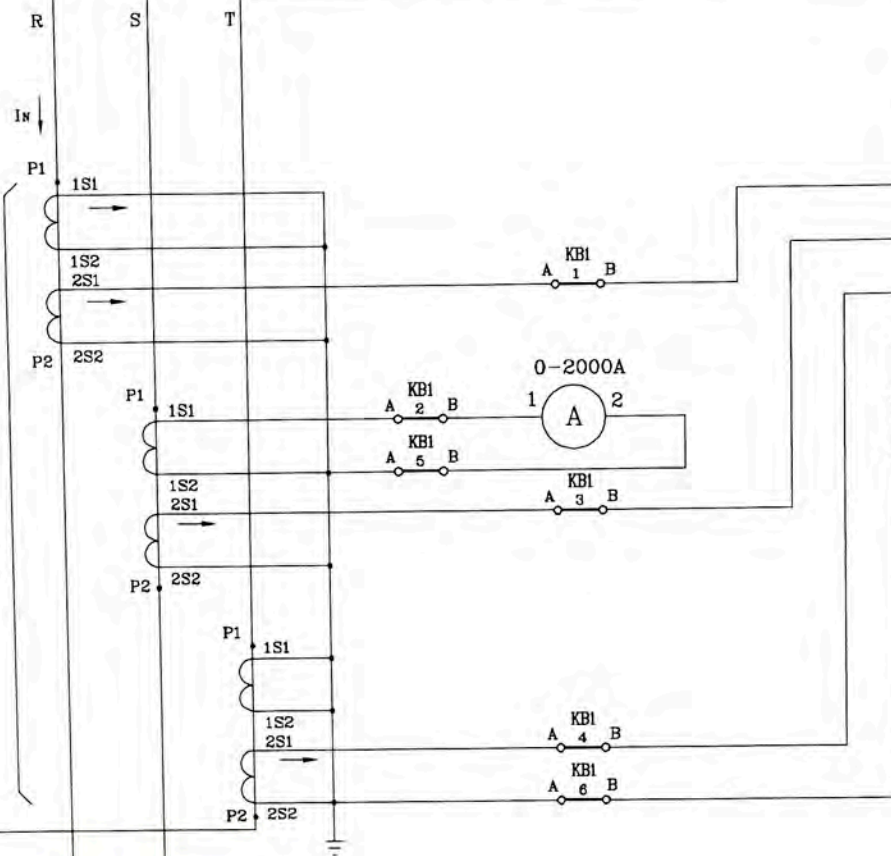 R S T
IN
P1
1S1
1S2
KB1
A 1 B
2S1
P2 2S2
0-2000A
P1
1S1
KB1
A 2 B
1 A 2
KB1
A 5 B
1S2
KB1
A 3 B
2S1
P2 2S2
P1
1S1
1S2
KB1
A 4 B
2S1
KB1
A 6 B
P2 2S2